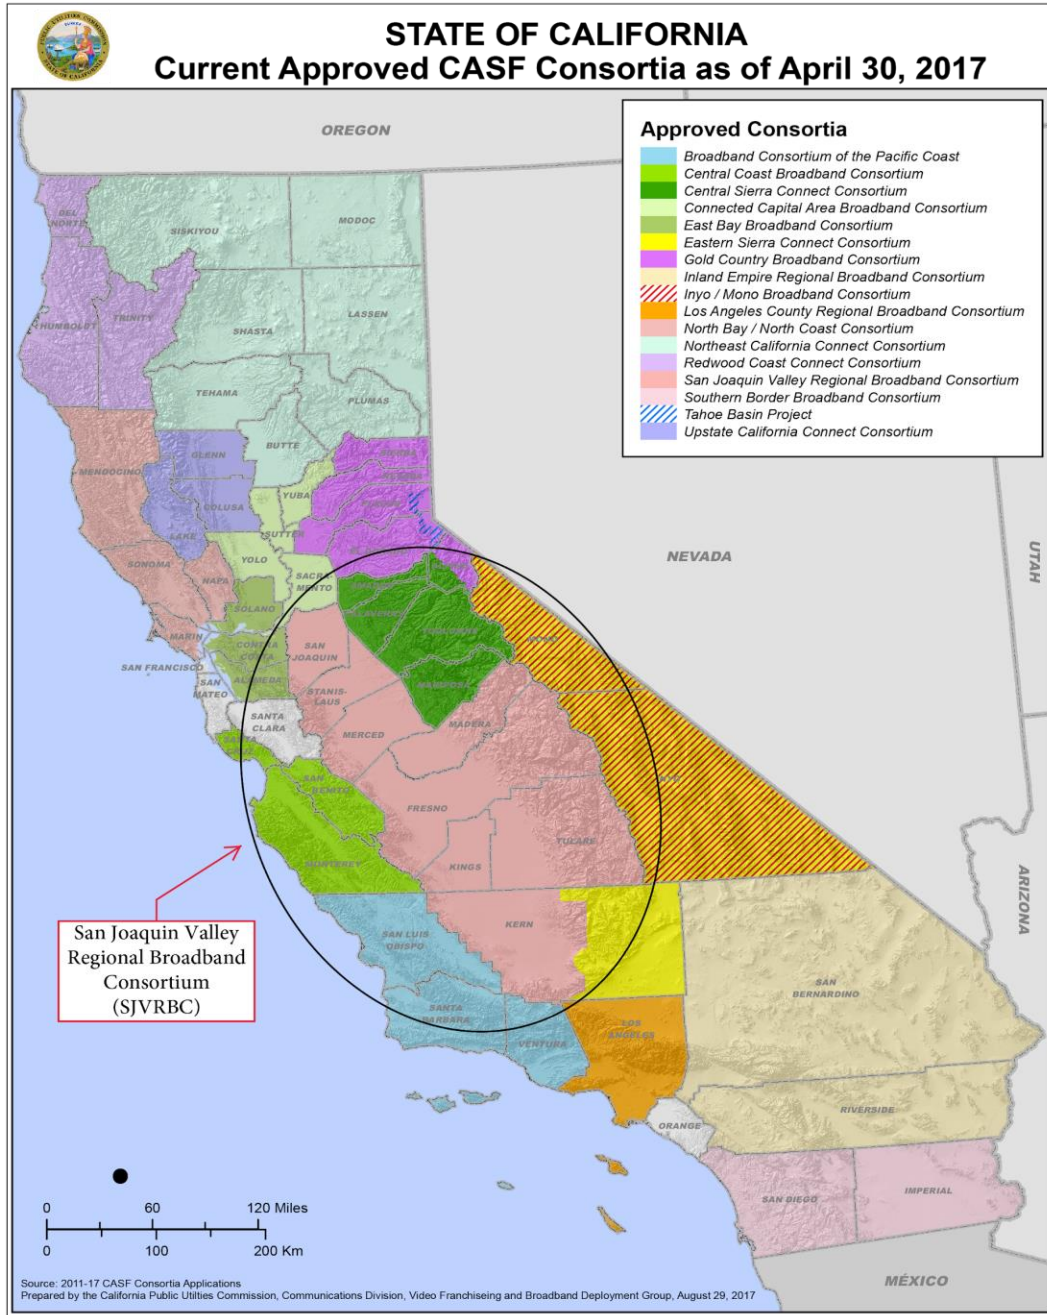 STATE OF CALIFORNIA
Current Approved CASF Consortia as of April 30, 2017
OREGON
Approved Consortia
Broadband Consortium of the Pacific Coast
Central Coast Broadband Consortium
Central Sierra Connect Consortium
Connected Capital Area Broadband Consortium
East Bay Broadband Consortium
Eastern Sierra Connect Consortium
Gold Country Broadband Consortium
Inland Empire Regional Broadband Consortium
Inyo / Mono Broadband Consortium
Los Angeles County Regional Broadband Consortium
North Bay / North Coast Consortium
Northeast California Connect Consortium
Redwood Coast Connect Consortium
San Joaquin Valley Regional Broadband Consortium
Southern Border Broadband Consortium
Tahoe Basin Project
Upstate California Connect Consortium
DEL
NORTE
SISKIYOU
MODOC
HUMBOLDT
TRINITY
SHASTA
LASSEN
TEHAMA
PLUMAS
MENDOCINO
GLENN
BUTTE
SIERRA
COLUSA
YUBA
LAKE
SUTTER
SONOMA
NAPA
YOLO
SACRA-
MENTO
SOLANO
MARIN
CONTRA
COSTA
SAN FRANCISCO
ALAMEDA
SAN
JOAQUIN
TUOLUMNE
SAN
MATEO
STANIS-
LAUS
MARIPOSA
SANTA
CLARA
MERCED
MADERA
SANTA
SAN
BENITO
FRESNO
MONTEREY
KINGS
TULARE
NEVADA
UTAH
ARIZONA
San Joaquin Valley
Regional Broadband
Consortium
(SJVRBC)
SAN LUIS
OBISPO
KERN
SAN
BERNARDINO
SANTA
BARBARA
VENTURA
LOS
ANGELES
ORANGE
RIVERSIDE
SAN DIEGO
IMPERIAL
MÉXICO
0 60 120 Miles
0 100 200 Km
Source: 2011-17 CASF Consortia Applications
Prepared by the California Public Utilties Commission, Communications Division, Video Franchiseing and Broadband Deployment Group, August 29, 2017